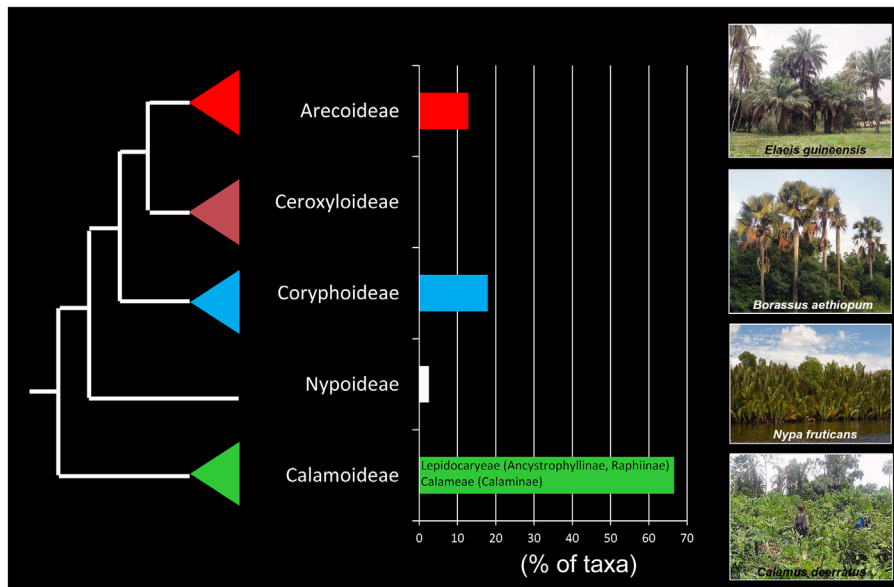 Arecoideae
Ceroxyloideae
Coryphoideae
Nypoideae
Calamoideae
Lepidocaryeae (Ancystrophyllinae, Raphiinae)
Calameae (Calaminae)
0 10 20 30 40 50 60 70
(% of taxa)
Elaeis guineensis
Borassus aethiopum
Nypa fruticans
Calamus deerratus